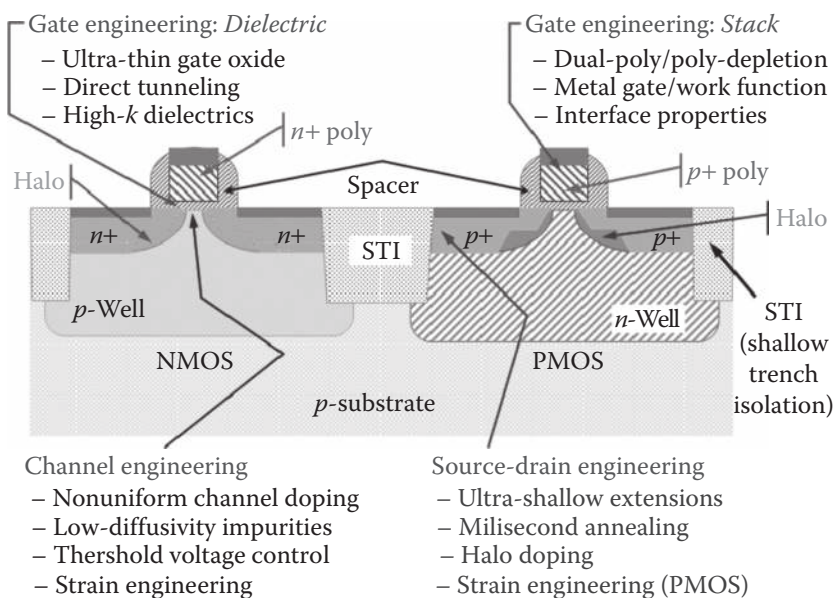 Gate engineering: Dielectric
– Ultra-thin gate oxide
– Direct tunneling
– High-k dielectrics
Gate engineering: Stack
– Dual-poly/poly-depletion
– Metal gate/work function
– Interface properties
n+ poly
p+ poly
Halo
Spacer
Halo
n+
n+
STI
p+
p+
p-Well
n-Well
NMOS
PMOS
p-substrate
STI
(shallow
trench
isolation)
Channel engineering
– Nonuniform channel doping
– Low-diffusivity impurities
– Thershold voltage control
– Strain engineering
Source-drain engineering
– Ultra-shallow extensions
– Milisecond annealing
– Halo doping
– Strain engineering (PMOS)